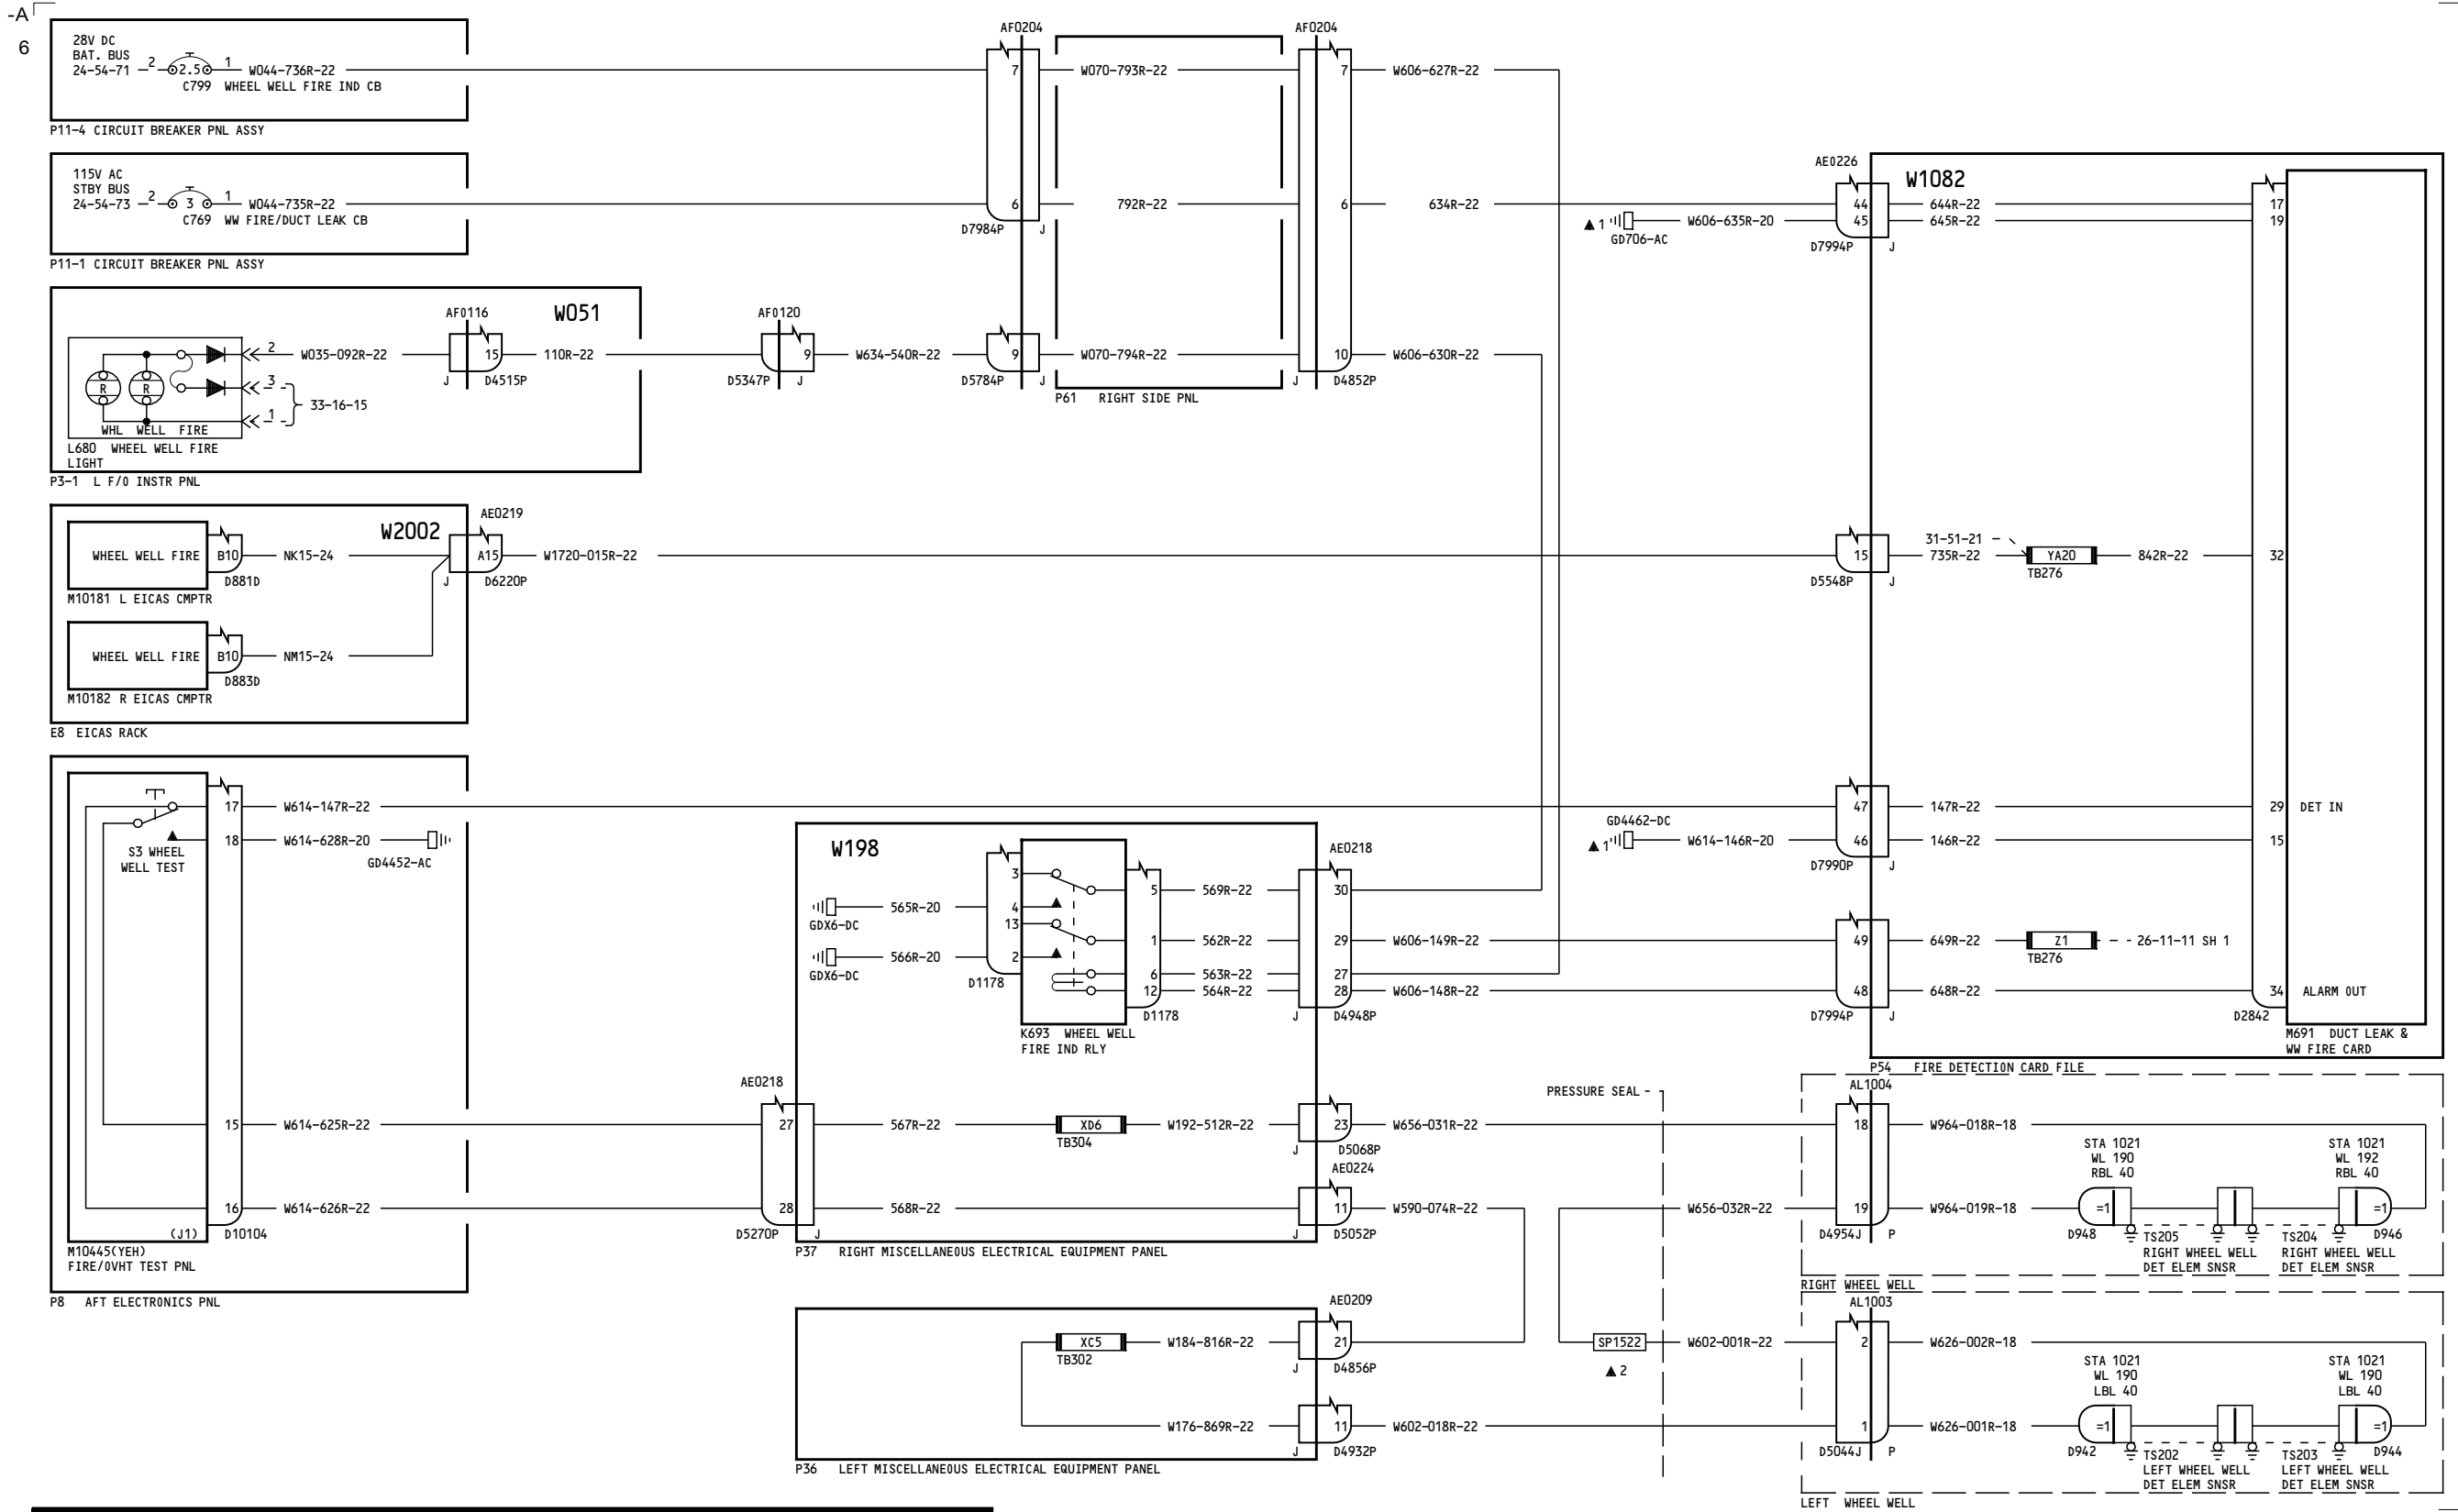 -A
6
28V DC
BAT. BUS
24-54-71 2 2.5 1 W044-736R-22
C799 WHEEL WELL FIRE IND CB
P11-4 CIRCUIT BREAKER PNL ASSY
115V AC
STBY BUS
24-54-73 2 3 1 W044-735R-22
C769 WW FIRE/DUCT LEAK CB
P11-1 CIRCUIT BREAKER PNL ASSY
AF0204
7 W070-793R-22
6 792R-22
D7984P J
AF0204
7 W606-627R-22
6 634R-22
W051
AF0116
R R
2 W035-092R-22
3
1
33-16-15
15 110R-22
J D4515P
WHL WELL FIRE
L680 WHEEL WELL FIRE
LIGHT
P3-1 L F/O INSTR PNL
AF0120
9 W634-540R-22
D5347P J
9 W070-794R-22
D5784P J
10 W606-630R-22
J D4852P
P61 RIGHT SIDE PNL
AE0226
W1082
44 644R-22 17
▲1 W606-635R-20 45 645R-22 19
GD706-AC
D7994P J
W2002
AE0219
WHEEL WELL FIRE B10 NK15-24 A15 W1720-015R-22
D881D J D6220P
M10181 L EICAS CMPTR
WHEEL WELL FIRE B10 NM15-24
D883D
M10182 R EICAS CMPTR
E8 EICAS RACK
31-51-21
15 735R-22 YA20 842R-22 32
D5548P J TB276
S3 WHEEL
WELL TEST
17 W614-147R-22
18 W614-628R-20
GD4452-AC
47 147R-22 29 DET IN
GD4462-DC
▲1 W614-146R-20 46 146R-22 15
D7990P J
W198
AE0218
3
4
13
2
565R-20
GDX6-DC
566R-20
GDX6-DC
D1178
5 569R-22 30
1 562R-22 29 W606-149R-22
6 563R-22 27
12 564R-22 28 W606-148R-22
D1178 J D4948P
K693 WHEEL WELL
FIRE IND RLY
49 649R-22 Z1 26-11-11 SH 1
TB276
48 648R-22 34 ALARM OUT
D7994P J D2842
M691 DUCT LEAK &
WW FIRE CARD
P54 FIRE DETECTION CARD FILE
15 W614-625R-22
16 W614-626R-22
(J1) D10104
M10445(YEH)
FIRE/OVHT TEST PNL
P8 AFT ELECTRONICS PNL
AE0218
27 567R-22 XD6 W192-512R-22 23 W656-031R-22
TB304 J D5068P
AE0224
28 568R-22 11 W590-074R-22
D5270P J J D5052P
P37 RIGHT MISCELLANEOUS ELECTRICAL EQUIPMENT PANEL
PRESSURE SEAL
AL1004
18 W964-018R-18
STA 1021
WL 190
RBL 40
STA 1021
WL 192
RBL 40
W656-032R-22 19 W964-019R-18 =1 =1
D4954J P D948 TS205 TS204 D946
RIGHT WHEEL WELL
DET ELEM SNSR
RIGHT WHEEL WELL
DET ELEM SNSR
RIGHT WHEEL WELL
AE0209
XC5 W184-816R-22 21
TB302 J D4856P
W176-869R-22 11 W602-018R-22
J D4932P
P36 LEFT MISCELLANEOUS ELECTRICAL EQUIPMENT PANEL
SP1522 W602-001R-22
▲2
AL1003
2 W626-002R-18
STA 1021
WL 190
LBL 40
STA 1021
WL 190
LBL 40
1 W626-001R-18 =1 =1
D5044J P D942 TS202 TS203 D944
LEFT WHEEL WELL
DET ELEM SNSR
LEFT WHEEL WELL
DET ELEM SNSR
LEFT WHEEL WELL